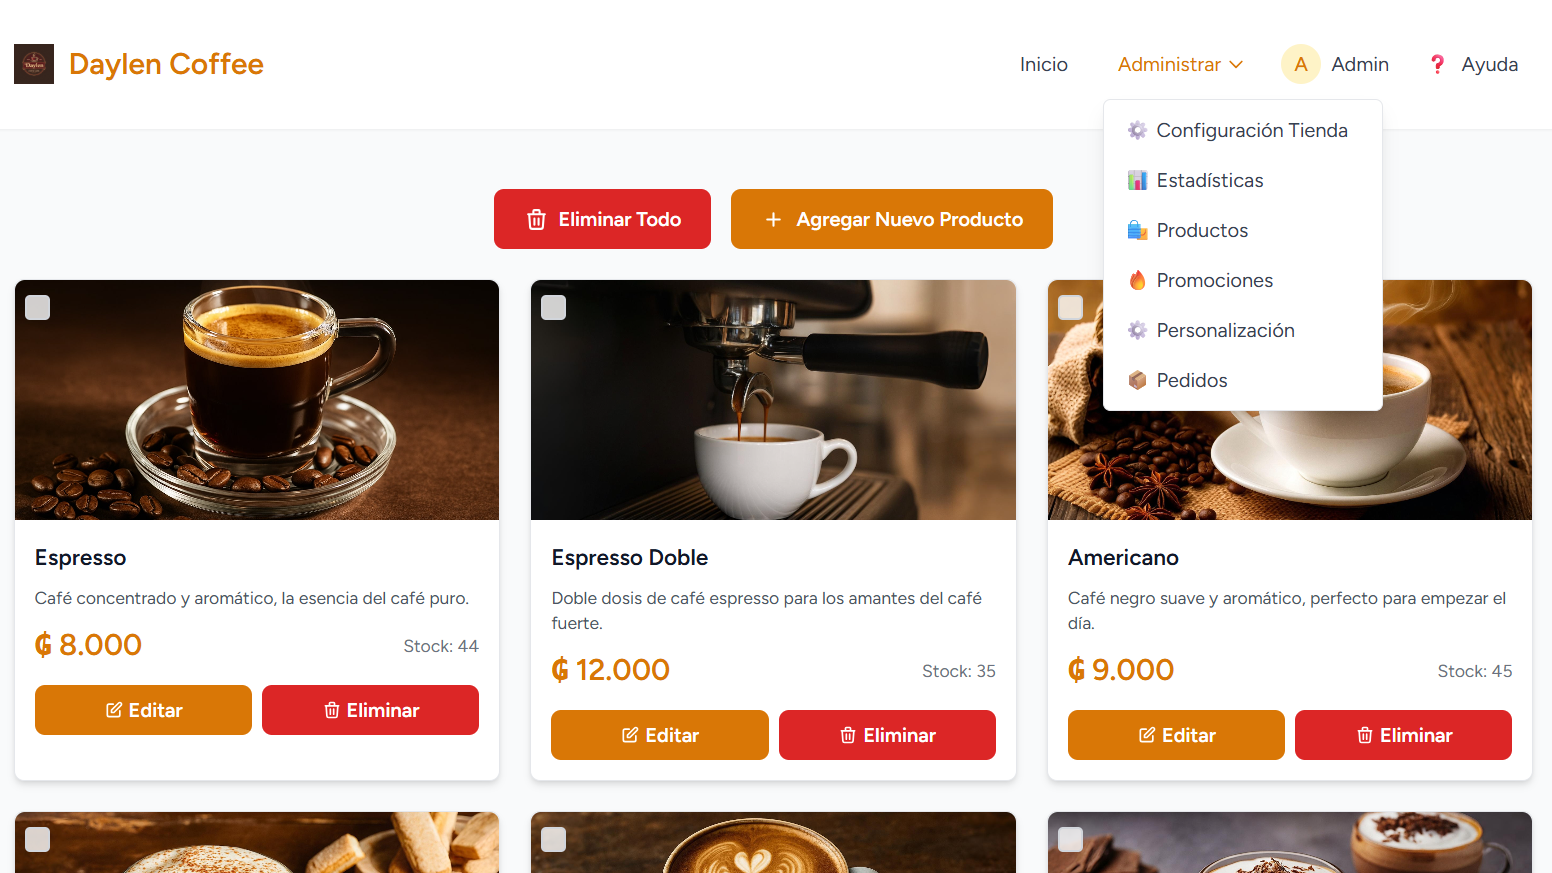 Daylen
Daylen Coffee
Inicio
Administrar
A
Admin
❓ Ayuda
⚙️ Configuración Tienda
📊 Estadísticas
🛍️ Productos
🔥 Promociones
⚙️ Personalización
📦 Pedidos
Eliminar Todo
+ Agregar Nuevo Producto
Espresso
Café concentrado y aromático, la esencia del café puro.
₲ 8.000
Stock: 44
Editar
Eliminar
Espresso Doble
Doble dosis de café espresso para los amantes del café
fuerte.
₲ 12.000
Stock: 35
Editar
Eliminar
Americano
Café negro suave y aromático, perfecto para empezar el
día.
₲ 9.000
Stock: 45
Editar
Eliminar